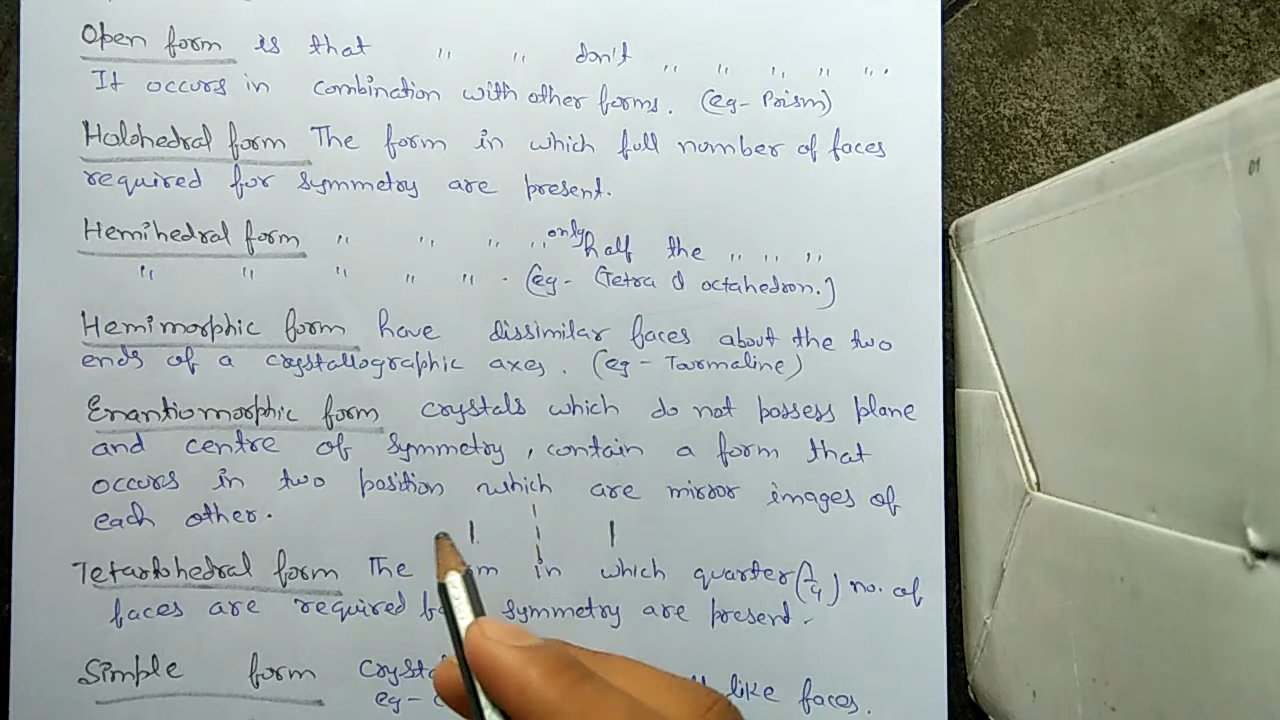 Open form is that " " don't " " " " ".
It occurs in combination with other forms. (eg- Prism)
Holohedral form The form in which full number of faces
required for symmetry are present.
Hemihedral form " " " " only half the " " "
" " " " " . (eg- (Tetra & octahedron.)
Hemimorphic form have dissimilar faces about the two
ends of a crystallographic axes. (eg- Tarmaline)
Enantiomorphic form crystals which do not possess plane
and centre of symmetry, contain a form that
occurs in two position which are mirror images of
each other.
Tetartohedral form The in which quarter (1/4) no. of
faces are required symmetry are present.
Simple form like faces.
eg-